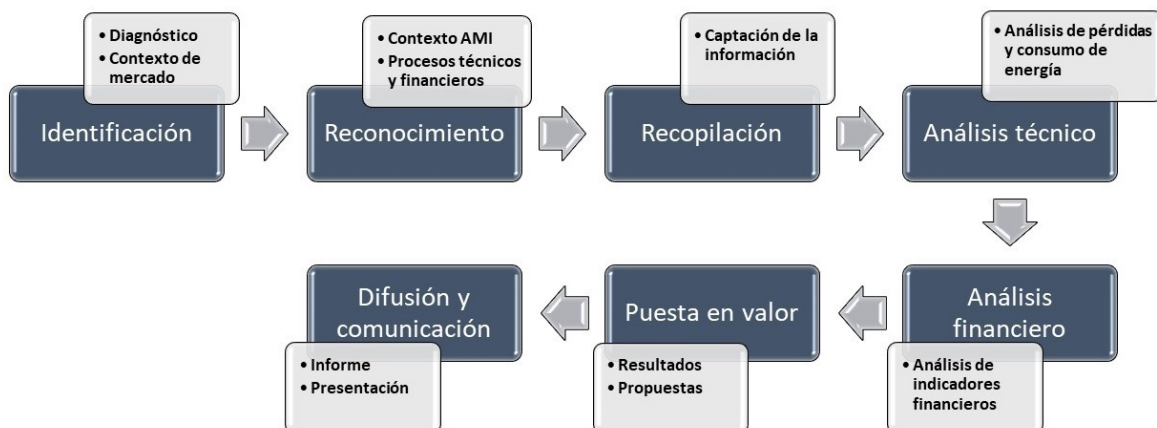 • Diagnóstico
• Contexto de
mercado
Identificación
• Contexto AMI
• Procesos técnicos
y financieros
Reconocimiento
• Captación de la
información
Recopilación
• Análisis de pérdidas
y consumo de
energía
Análisis técnico
Análisis
financiero
• Análisis de
indicadores
financieros
Puesta en valor
• Resultados
• Propuestas
Difusión y
comunicación
• Informe
• Presentación